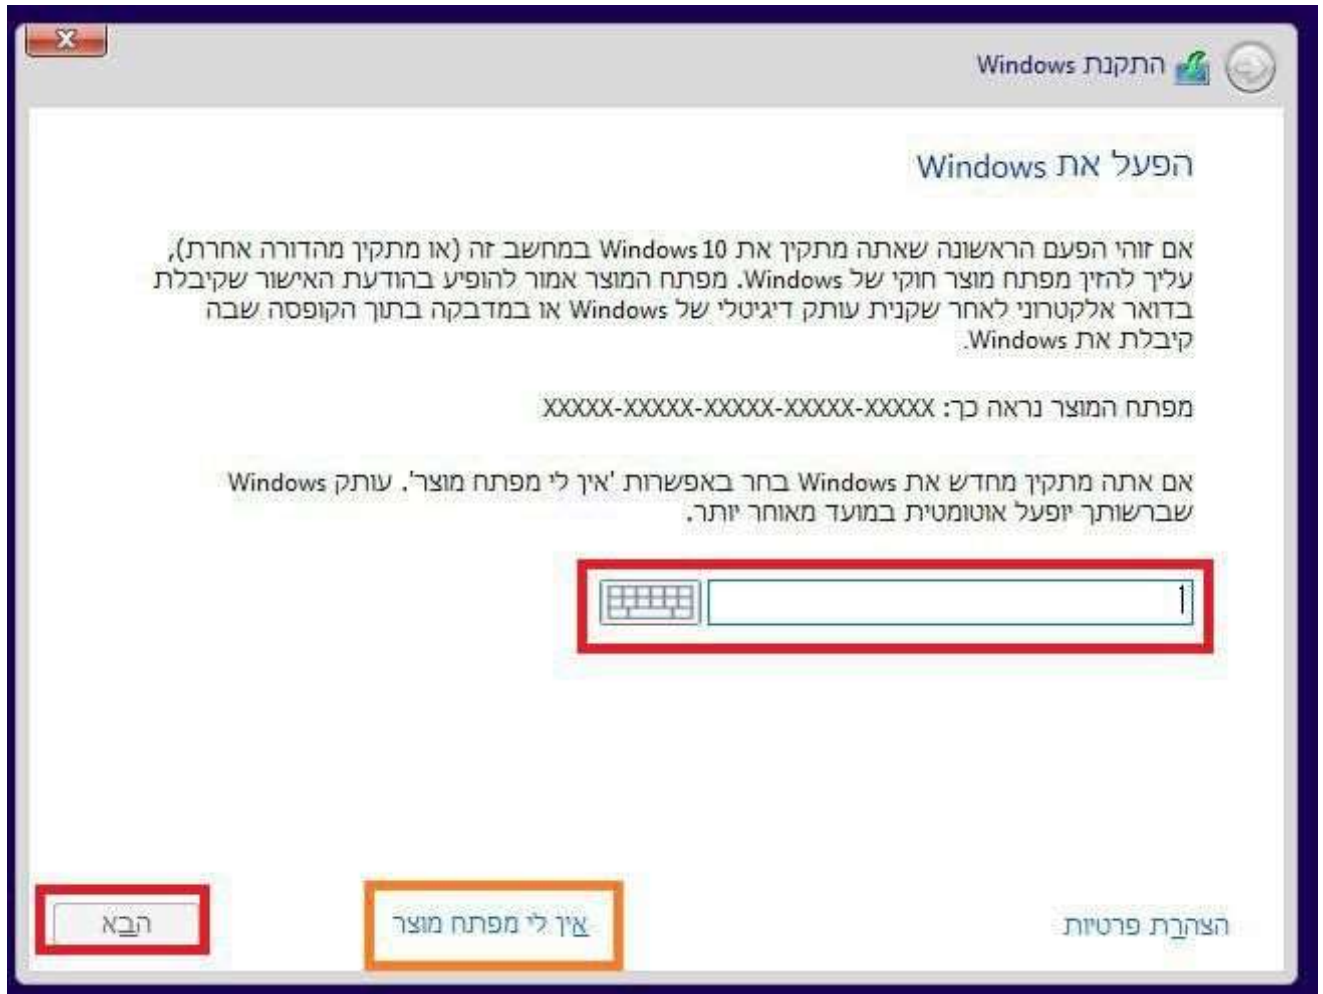 התקנת Windows
הפעל את Windows
אם זוהי הפעם הראשונה שאתה מתקין את Windows 10 במחשב זה (או מתקין מהדורה אחרת),
עליך להזין מפתח מוצר חוקי של Windows. מפתח המוצר אמור להופיע בהודעת האישור שקיבלת
בדואר אלקטרוני לאחר שקנית עותק דיגיטלי של Windows או במדבקה בתוך הקופסה שבה
קיבלת את Windows.
מפתח המוצר נראה כך: XXXXX-XXXXX-XXXXX-XXXXX-XXXXX
אם אתה מתקין מחדש את Windows בחר באפשרות 'אין לי מפתח מוצר'. עותק Windows
שברשותך יופעל אוטומטית במועד מאוחר יותר.
הצהרת פרטיות
אין לי מפתח מוצר
הבא